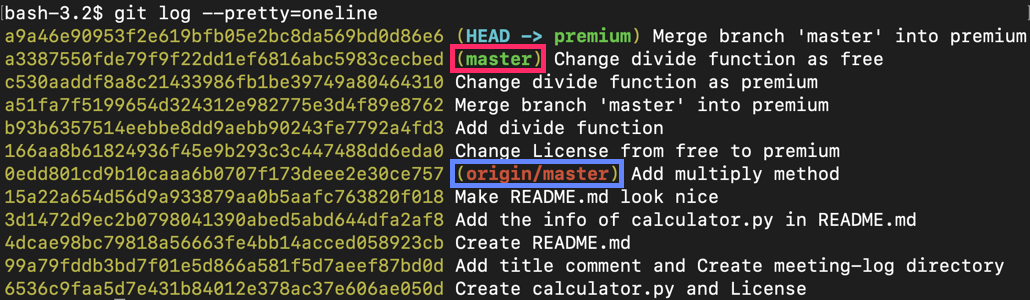 [bash-3.2$ git log --pretty=oneline
a9a46e90953f2e619bfb05e2bc8da569bd0d86e6 (HEAD -> premium) Merge branch 'master' into premium
a3387550fde79f9f22dd1ef6816abc5983cecbed (master) Change divide function as free
c530aaddf8a8c21433986fb1be39749a80464310 Change divide function as premium
a51fa7f5199654d324312e982775e3d4f89e8762 Merge branch 'master' into premium
b93b6357514eebbe8dd9aebb90243fe7792a4fd3 Add divide function
166aa8b61824936f45e9b293c3c447488dd6eda0 Change License from free to premium
0edd801cd9b10caaa6b0707f173deee2e30ce757 (origin/master) Add multiply method
15a22a654d56d9a933879aa0b5aafc763820f018 Make README.md look nice
3d1472d9ec2b0798041390abed5abd644dfa2af8 Add the info of calculator.py in README.md
4dcae98bc79818a56663fe4bb14acced058923cb Create README.md
99a79fddb3bd7f01e5d866a581f5d7aeef87bd0d Add title comment and Create meeting-log directory
6536c9faa5d7e431b84012e378ac37e606ae050d Create calculator.py and License